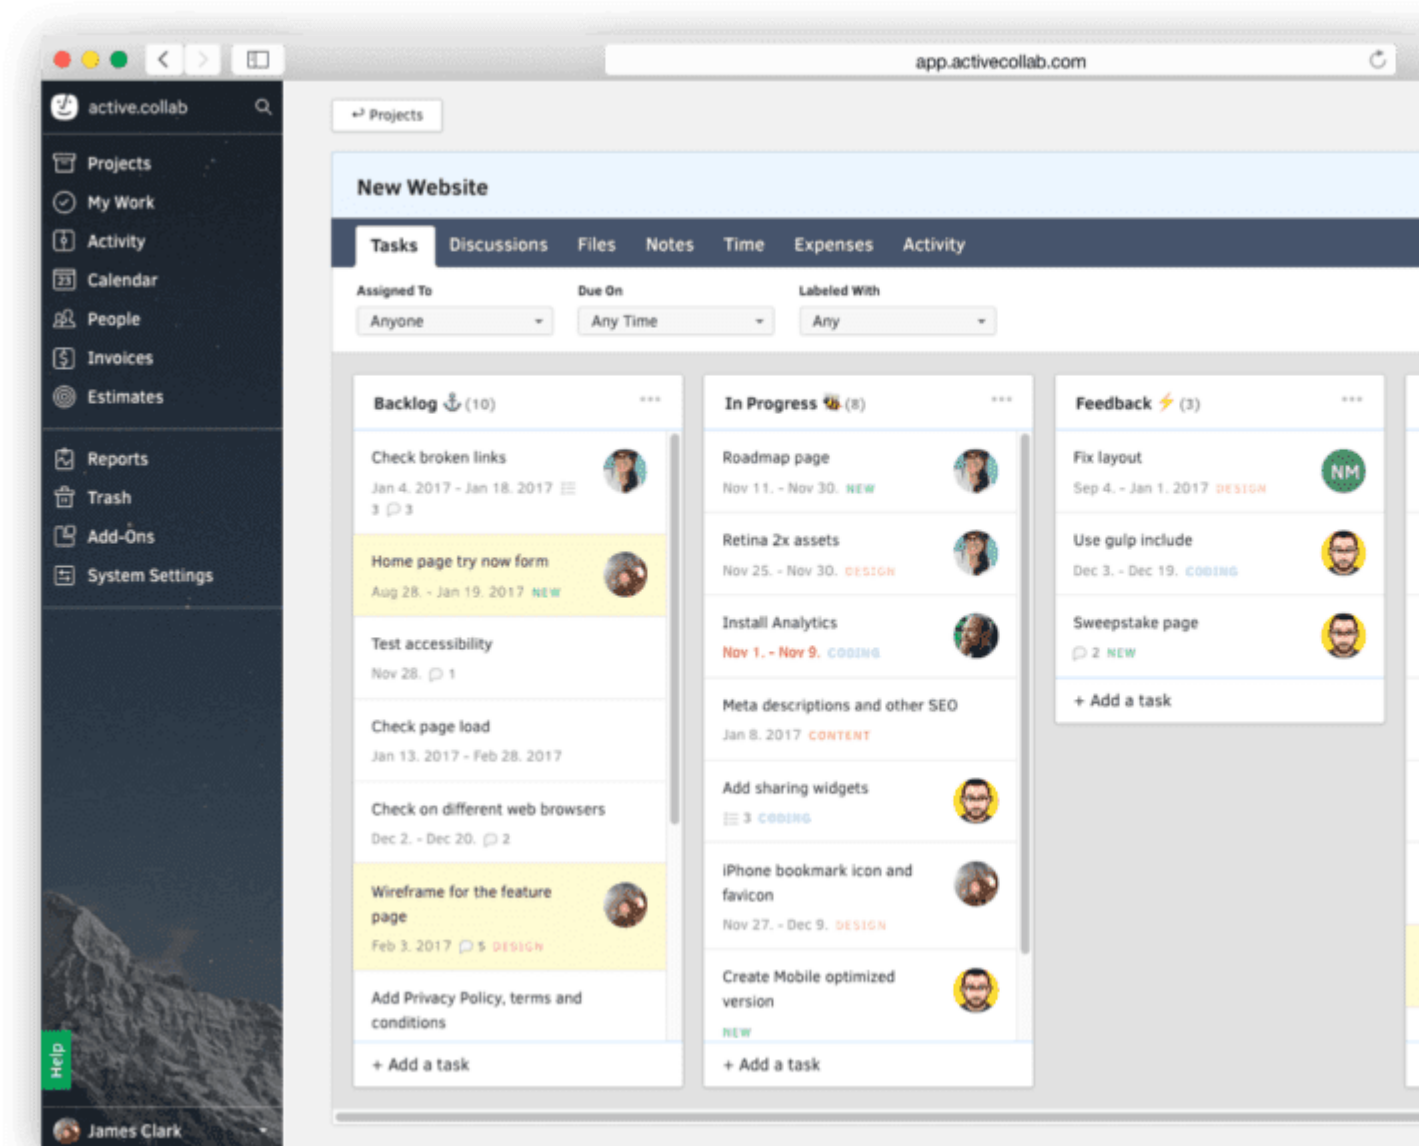 app.activecollab.com
active.collab
Projects
My Work
Activity
23
Calendar
People
Invoices
Estimates
Reports
Trash
Add-Ons
System Settings
Help
James Clark
Projects
New Website
Tasks Discussions Files Notes Time Expenses Activity
Assigned To Due On Labeled With
Anyone Any Time Any
Backlog (10)
Check broken links
Jan 4. 2017 - Jan 18. 2017
3 3
Home page try now form
Aug 28. - Jan 19. 2017 NEW
Test accessibility
Nov 28. 1
Check page load
Jan 13. 2017 - Feb 28. 2017
Check on different web browsers
Dec 2. - Dec 20. 2
Wireframe for the feature
page
Feb 3. 2017 5 DESIGN
Add Privacy Policy, terms and
conditions
+ Add a task
In Progress (8)
Roadmap page
Nov 11. - Nov 30. NEW
Retina 2x assets
Nov 25. - Nov 30. DESIGN
Install Analytics
Nov 1. - Nov 9. CODING
Meta descriptions and other SEO
Jan 8. 2017 CONTENT
Add sharing widgets
3 CODING
iPhone bookmark icon and
favicon
Nov 27. - Dec 9. DESIGN
Create Mobile optimized
version
NEW
+ Add a task
Feedback (3)
Fix layout
Sep 4. - Jan 1. 2017 DESIGN
NM
Use gulp include
Dec 3. - Dec 19. CODING
Sweepstake page
2 NEW
+ Add a task